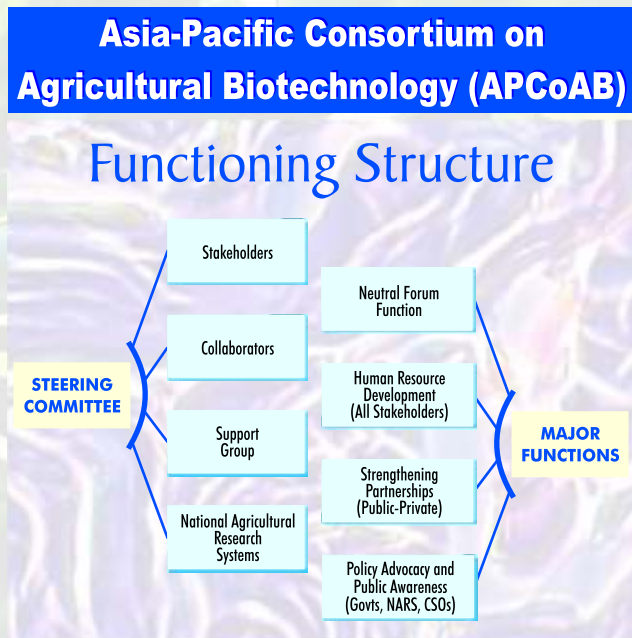 Asia-Pacific Consortium on
Agricultural Biotechnology (APCoAB)
Functioning Structure
STEERING
COMMITTEE
Stakeholders
Collaborators
Support
Group
National Agricultural
Research
Systems
Neutral Forum
Function
Human Resource
Development
(All Stakeholders)
Strengthening
Partnerships
(Public-Private)
Policy Advocacy and
Public Awareness
(Govts, NARS, CSOs)
MAJOR
FUNCTIONS